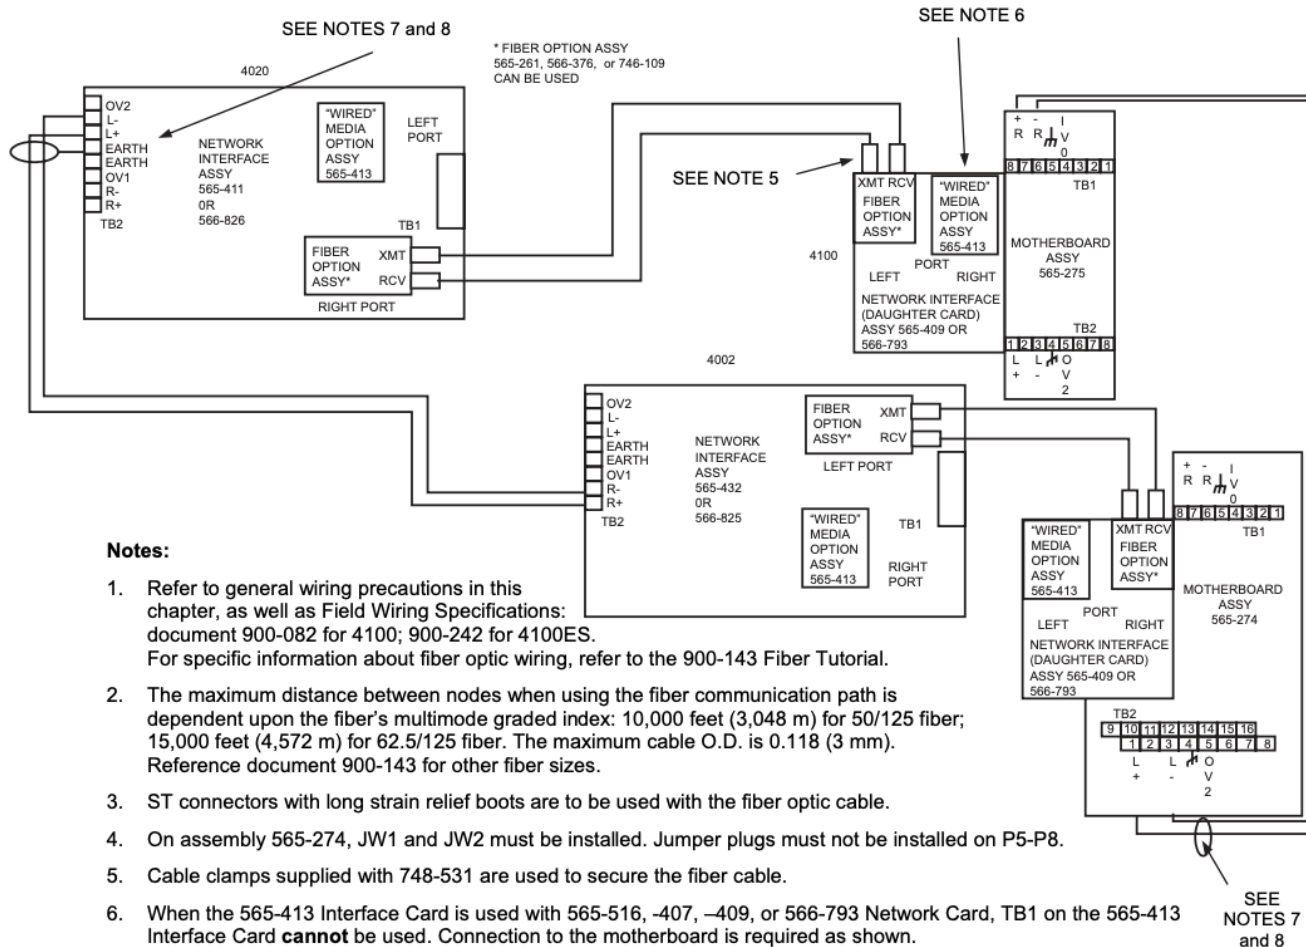 SEE NOTES 7 and 8
* FIBER OPTION ASSY
565-261, 566-376, or 746-109
CAN BE USED
SEE NOTE 6
4020
OV2
L-
L+
EARTH
EARTH
OV1
R-
R+
TB2
NETWORK
INTERFACE
ASSY
565-411
0R
566-826
"WIRED"
MEDIA
OPTION
ASSY
565-413
LEFT
PORT
TB1
FIBER
OPTION
ASSY*
XMT
RCV
RIGHT PORT
SEE NOTE 5
XMT RCV
FIBER
OPTION
ASSY*
"WIRED"
MEDIA
OPTION
ASSY
565-413
4100
PORT
LEFT
RIGHT
NETWORK INTERFACE
(DAUGHTER CARD)
ASSY 565-409 OR
566-793
+ - I
R R V
0
8 7 6 5 4 3 2 1
TB1
MOTHERBOARD
ASSY
565-275
TB2
1 2 3 4 5 6 7 8
L L O
+ - V
2
4002
OV2
L-
L+
EARTH
EARTH
OV1
R-
R+
TB2
NETWORK
INTERFACE
ASSY
565-432
0R
566-825
FIBER
OPTION
ASSY*
XMT
RCV
LEFT PORT
"WIRED"
MEDIA
OPTION
ASSY
565-413
TB1
RIGHT
PORT
+ - I
R R V
0
8 7 6 5 4 3 2 1
TB1
"WIRED"
MEDIA
OPTION
ASSY
565-413
XMT RCV
FIBER
OPTION
ASSY*
PORT
LEFT
RIGHT
NETWORK INTERFACE
(DAUGHTER CARD)
ASSY 565-409 OR
566-793
MOTHERBOARD
ASSY
565-274
TB2
9 10 11 12 13 14 15 16
1 2 3 4 5 6 7 8
L L O
+ - V
2
SEE
NOTES 7
and 8
Notes:
1. Refer to general wiring precautions in this
chapter, as well as Field Wiring Specifications:
document 900-082 for 4100; 900-242 for 4100ES.
For specific information about fiber optic wiring, refer to the 900-143 Fiber Tutorial.
2. The maximum distance between nodes when using the fiber communication path is
dependent upon the fiber's multimode graded index: 10,000 feet (3,048 m) for 50/125 fiber;
15,000 feet (4,572 m) for 62.5/125 fiber. The maximum cable O.D. is 0.118 (3 mm).
Reference document 900-143 for other fiber sizes.
3. ST connectors with long strain relief boots are to be used with the fiber optic cable.
4. On assembly 565-274, JW1 and JW2 must be installed. Jumper plugs must not be installed on P5-P8.
5. Cable clamps supplied with 748-531 are used to secure the fiber cable.
6. When the 565-413 Interface Card is used with 565-516, -407, –409, or 566-793 Network Card, TB1 on the 565-413
Interface Card cannot be used. Connection to the motherboard is required as shown.